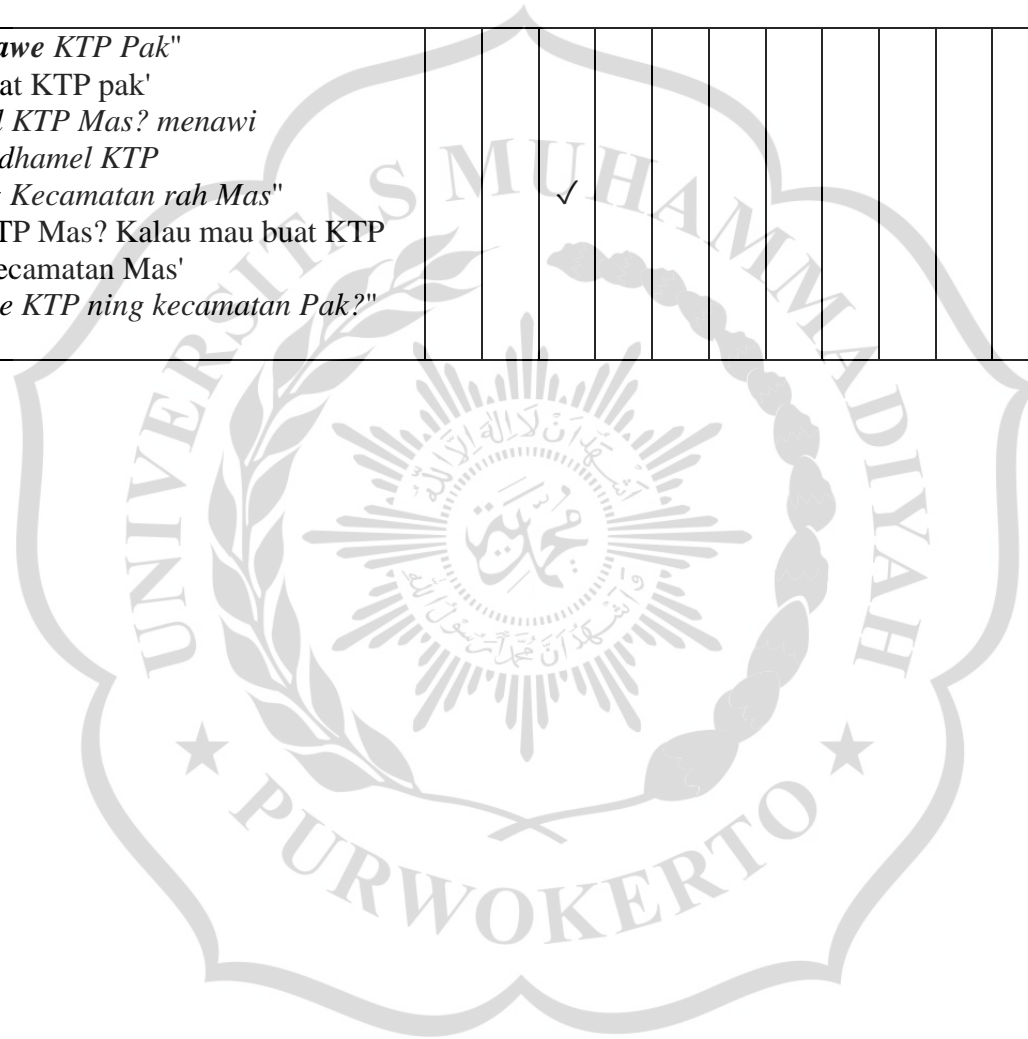 awe KTP Pak"
at KTP pak'
KTP Mas? menawi
dhamel KTP
Kecamatan rah Mas"
✓
TP Mas? Kalau mau buat KTP
ecamatan Mas'
e KTP ning kecamatan Pak?"
UNIVERSITAS MUHAMMADIYAH
PURWOKERTO